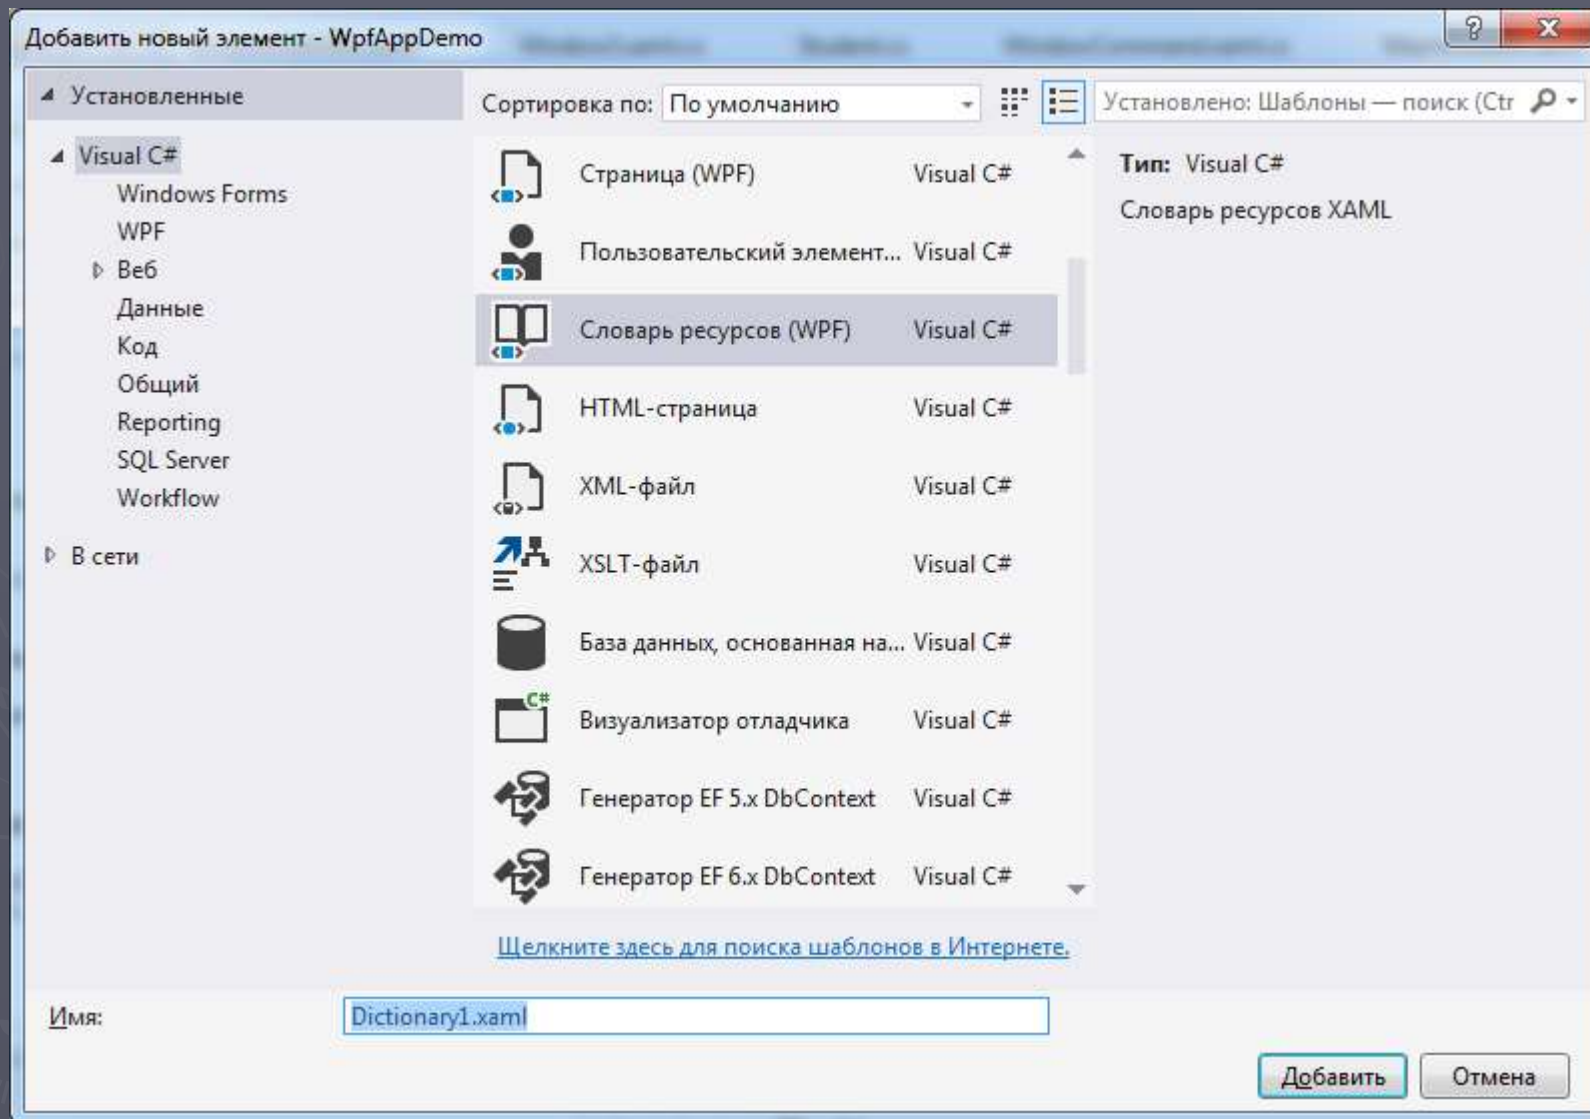 Добавить новый элемент - WpfAppDemo
Установленные
Сортировка по: По умолчанию
Установлено: Шаблоны — поиск (Ctr
Visual C#
Windows Forms
WPF
Веб
Данные
Код
Общий
Reporting
SQL Server
Workflow
В сети
Страница (WPF) Visual C#
Пользовательский элемент... Visual C#
Словарь ресурсов (WPF) Visual C#
HTML-страница Visual C#
XML-файл Visual C#
XSLT-файл Visual C#
База данных, основанная на... Visual C#
Визуализатор отладчика Visual C#
Генератор EF 5.x DbContext Visual C#
Генератор EF 6.x DbContext Visual C#
Щелкните здесь для поиска шаблонов в Интернете.
Тип: Visual C#
Словарь ресурсов XAML
Имя: Dictionary1.xaml
Добавить Отмена